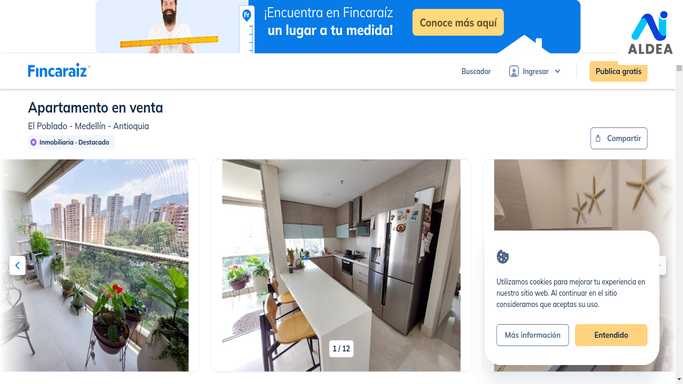 ¡Encuentra en Fincaraíz
un lugar a tu medida!
Conoce más aquí
Fr
ALDEA
Fincaraiz
Buscador
Ingresar
Publica gratis
Apartamento en venta
El Poblado - Medellín - Antioquia
Inmobiliaria - Destacado
Compartir
1 / 12
Utilizamos cookies para mejorar tu experiencia en
nuestro sitio web. Al continuar en el sitio
consideramos que aceptas su uso.
Más información
Entendido